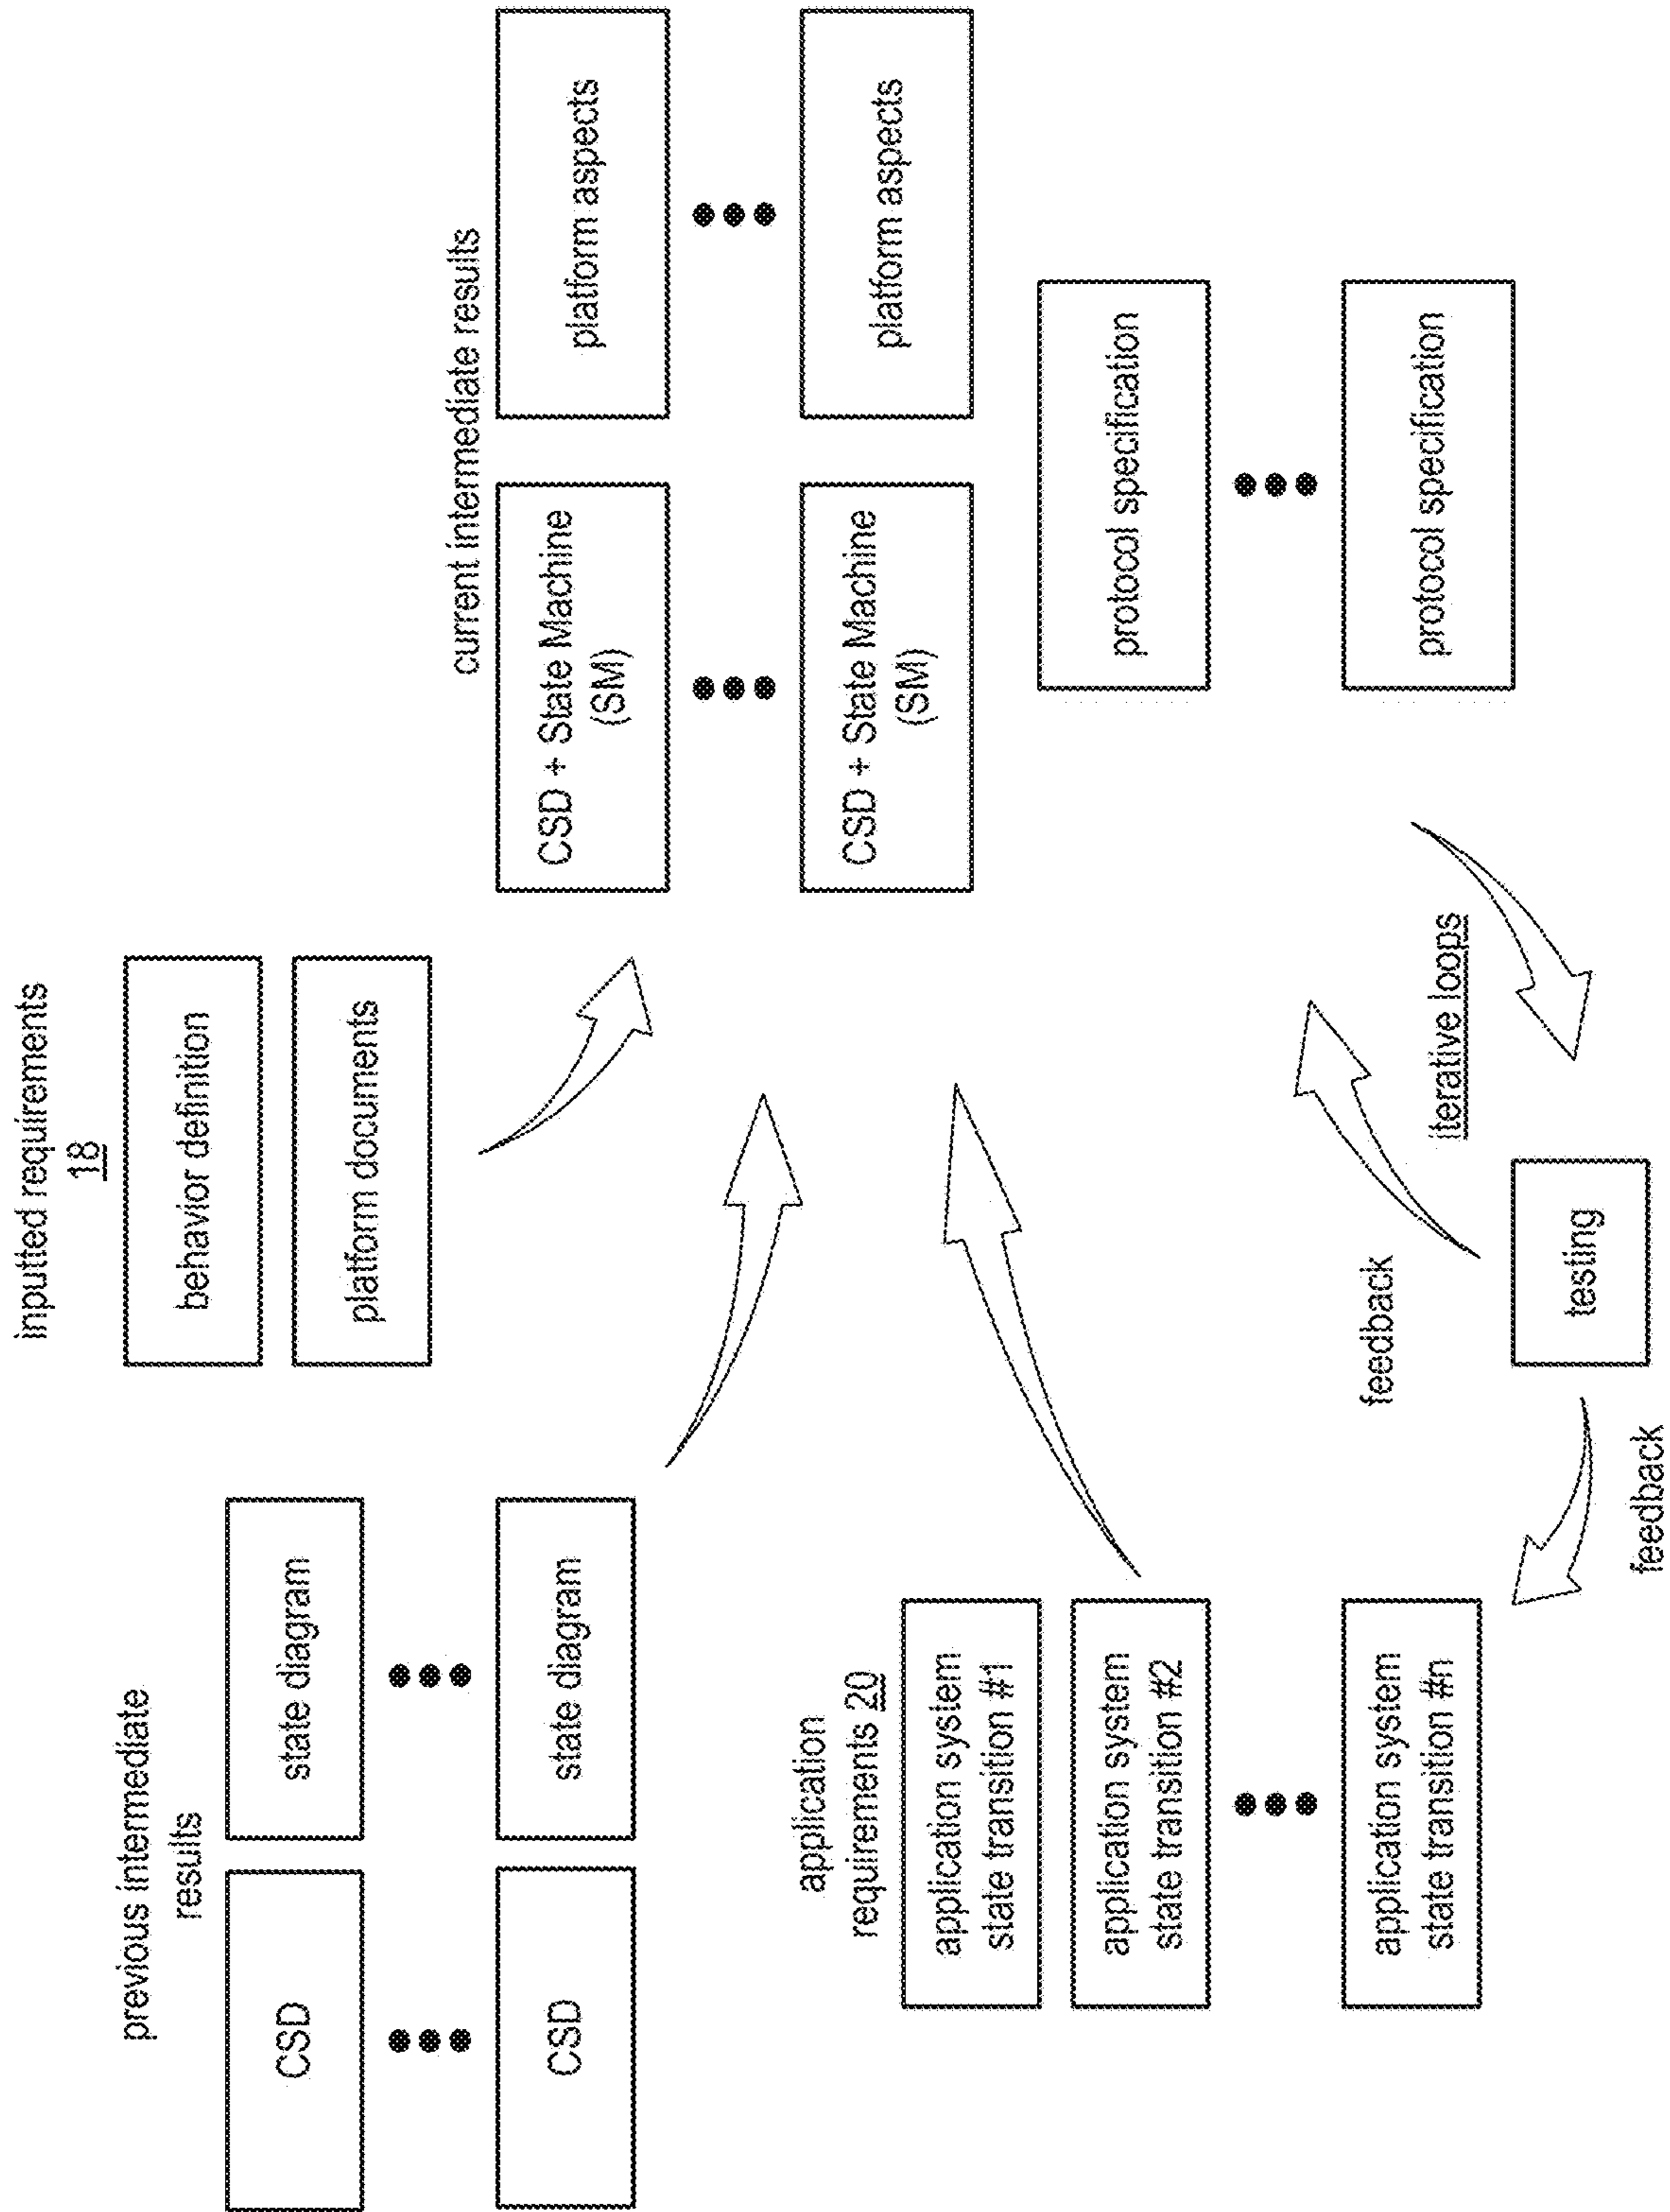 previous intermediate
results
CSD
state diagram
CSD
state diagram
inputted requirements
18
behavior definition
platform documents
current intermediate results
CSD + State Machine
(SM)
platform aspects
CSD + State Machine
(SM)
platform aspects
protocol specification
protocol specification
application
requirements 20
application system
state transition #1
application system
state transition #2
application system
state transition #n
feedback
iterative loops
testing
feedback